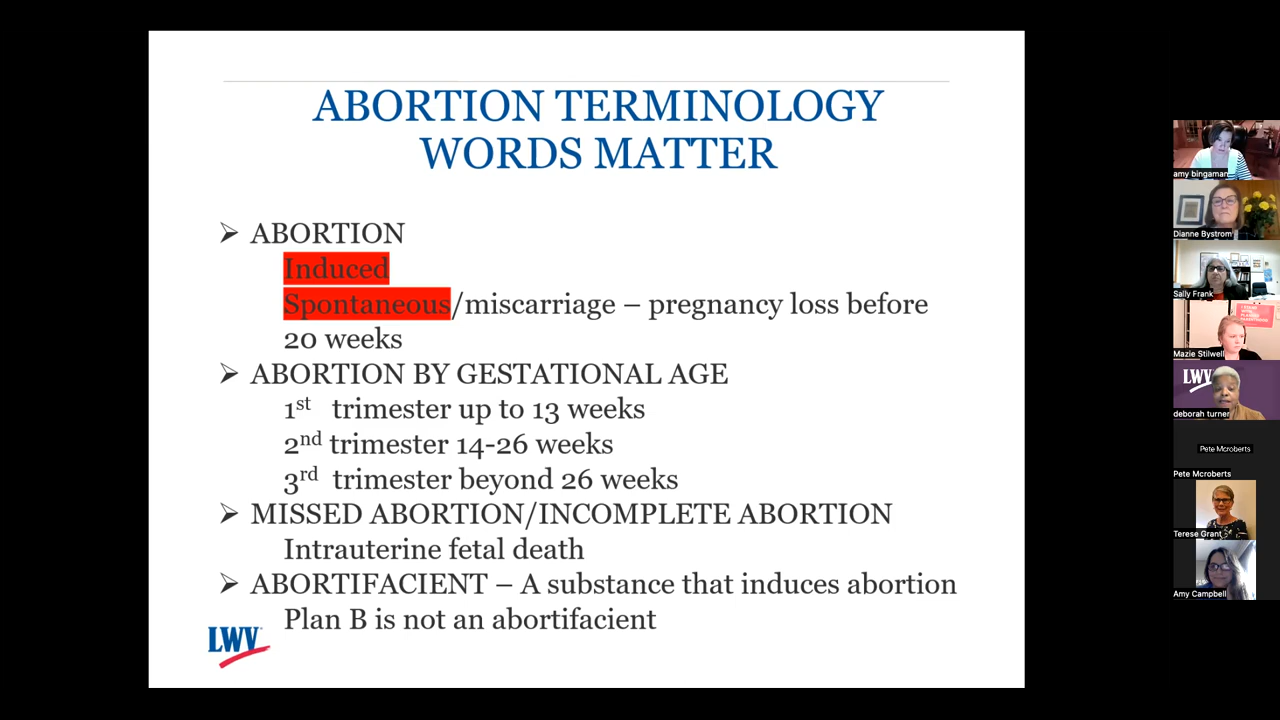 ABORTION TERMINOLOGY
WORDS MATTER
➢ ABORTION
Induced
Spontaneous/miscarriage – pregnancy loss before
20 weeks
➢ ABORTION BY GESTATIONAL AGE
1st trimester up to 13 weeks
2nd trimester 14-26 weeks
3rd trimester beyond 26 weeks
➢ MISSED ABORTION/INCOMPLETE ABORTION
Intrauterine fetal death
➢ ABORTIFACIENT – A substance that induces abortion
Plan B is not an abortifacient
LWV
amy bingaman
Dianne Bystrom
Sally Frank
Mazie Stilwell
LWV
deborah turner
Pete Mcroberts
Pete Mcroberts
Terese Grant
Amy Campbell